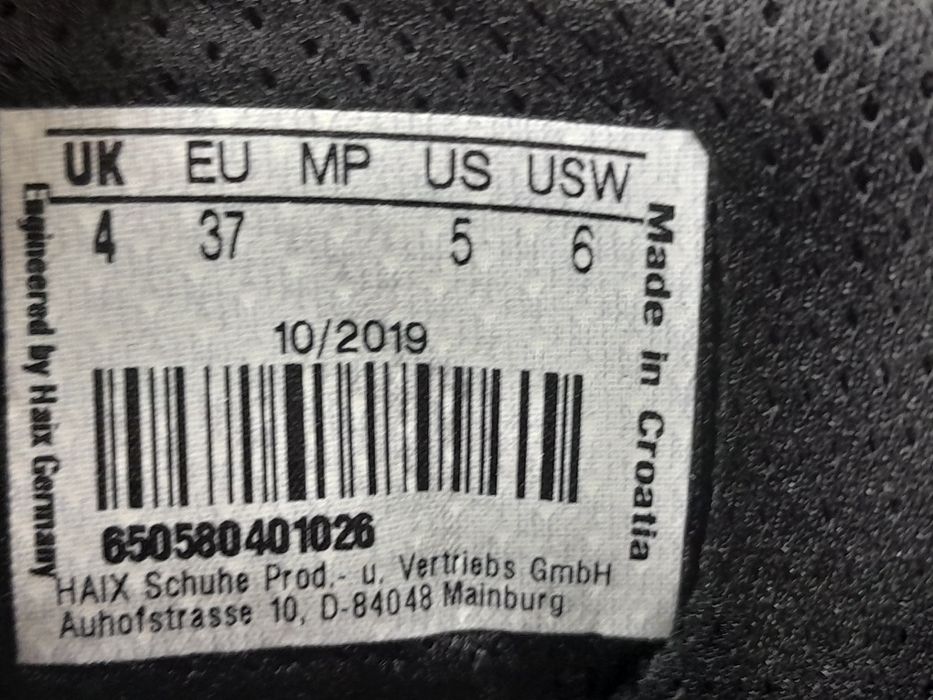 UK EU MP US USW
4 37 5 6
10/2019
650580401026
HAIX Schuhe Prod.- u. Vertriebs GmbH
Auhofstrasse 10, D-84048 Mainburg
Engineered by Haix Germany
Made in Croatia